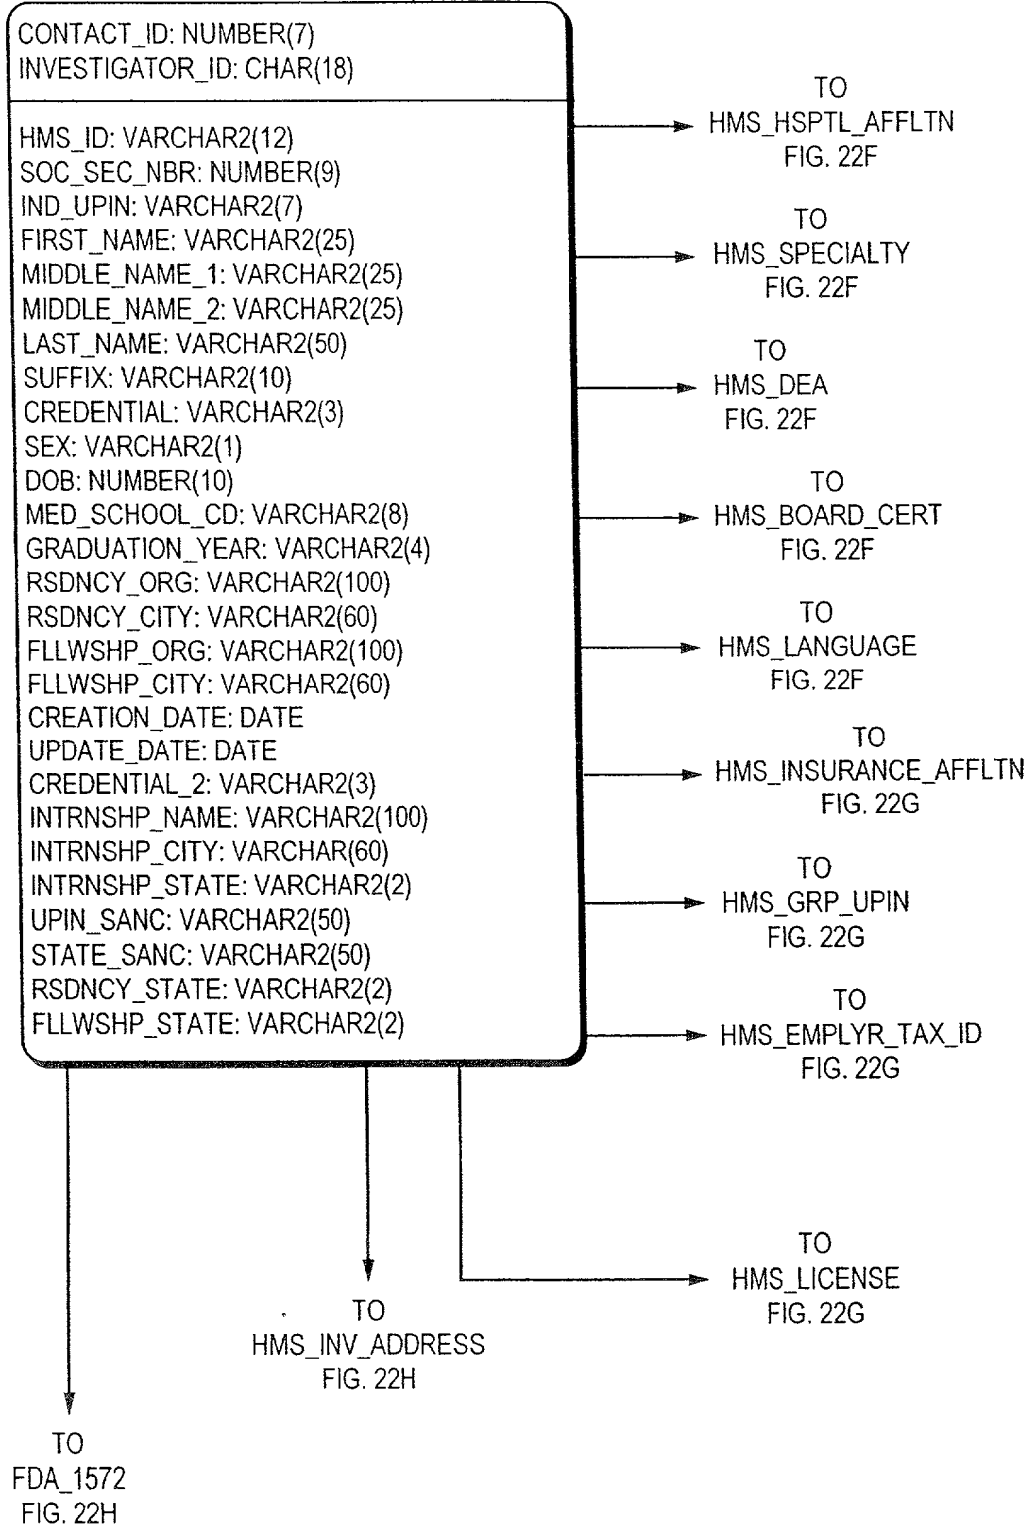 CONTACT_ID: NUMBER(7)
INVESTIGATOR_ID: CHAR(18)
HMS_ID: VARCHAR2(12)
SOC_SEC_NBR: NUMBER(9)
IND_UPIN: VARCHAR2(7)
FIRST_NAME: VARCHAR2(25)
MIDDLE_NAME_1: VARCHAR2(25)
MIDDLE_NAME_2: VARCHAR2(25)
LAST_NAME: VARCHAR2(50)
SUFFIX: VARCHAR2(10)
CREDENTIAL: VARCHAR2(3)
SEX: VARCHAR2(1)
DOB: NUMBER(10)
MED_SCHOOL_CD: VARCHAR2(8)
GRADUATION_YEAR: VARCHAR2(4)
RSDNCY_ORG: VARCHAR2(100)
RSDNCY_CITY: VARCHAR2(60)
FLLWSHP_ORG: VARCHAR2(100)
FLLWSHP_CITY: VARCHAR2(60)
CREATION_DATE: DATE
UPDATE_DATE: DATE
CREDENTIAL_2: VARCHAR2(3)
INTRNSHP_NAME: VARCHAR2(100)
INTRNSHP_CITY: VARCHAR(60)
INTRNSHP_STATE: VARCHAR2(2)
UPIN_SANC: VARCHAR2(50)
STATE_SANC: VARCHAR2(50)
RSDNCY_STATE: VARCHAR2(2)
FLLWSHP_STATE: VARCHAR2(2)
TO
HMS_HSPTL_AFFLTN
FIG. 22F
TO
HMS_SPECIALTY
FIG. 22F
TO
HMS_DEA
FIG. 22F
TO
HMS_BOARD_CERT
FIG. 22F
TO
HMS_LANGUAGE
FIG. 22F
TO
HMS_INSURANCE_AFFLTN
FIG. 22G
TO
HMS_GRP_UPIN
FIG. 22G
TO
HMS_EMPLYR_TAX_ID
FIG. 22G
TO
HMS_LICENSE
FIG. 22G
TO
HMS_INV_ADDRESS
FIG. 22H
TO
FDA_1572
FIG. 22H